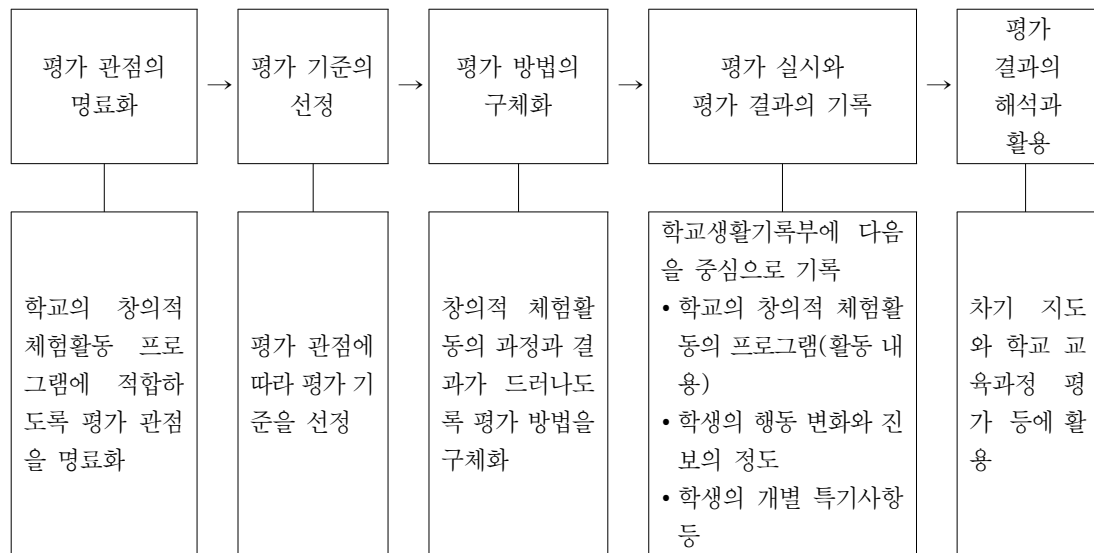 평가 관점의
명료화
→
평가 기준의
선정
→
평가 방법의
구체화
→
평가 실시와
평가 결과의 기록
→
평가
결과의
해석과
활용
학교의 창의적
체험활동 프로
그램에 적합하
도록 평가 관점
을 명료화
평가 관점에
따라 평가 기
준을 선정
창의적 체험활
동의 과정과 결
과가 드러나도
록 평가 방법을
구체화
학교생활기록부에 다음
을 중심으로 기록
• 학교의 창의적 체험활
동의 프로그램(활동 내
용)
• 학생의 행동 변화와 진
보의 정도
• 학생의 개별 특기사항
등
차기 지도
와 학교 교
육과정 평
가 등에 활
용